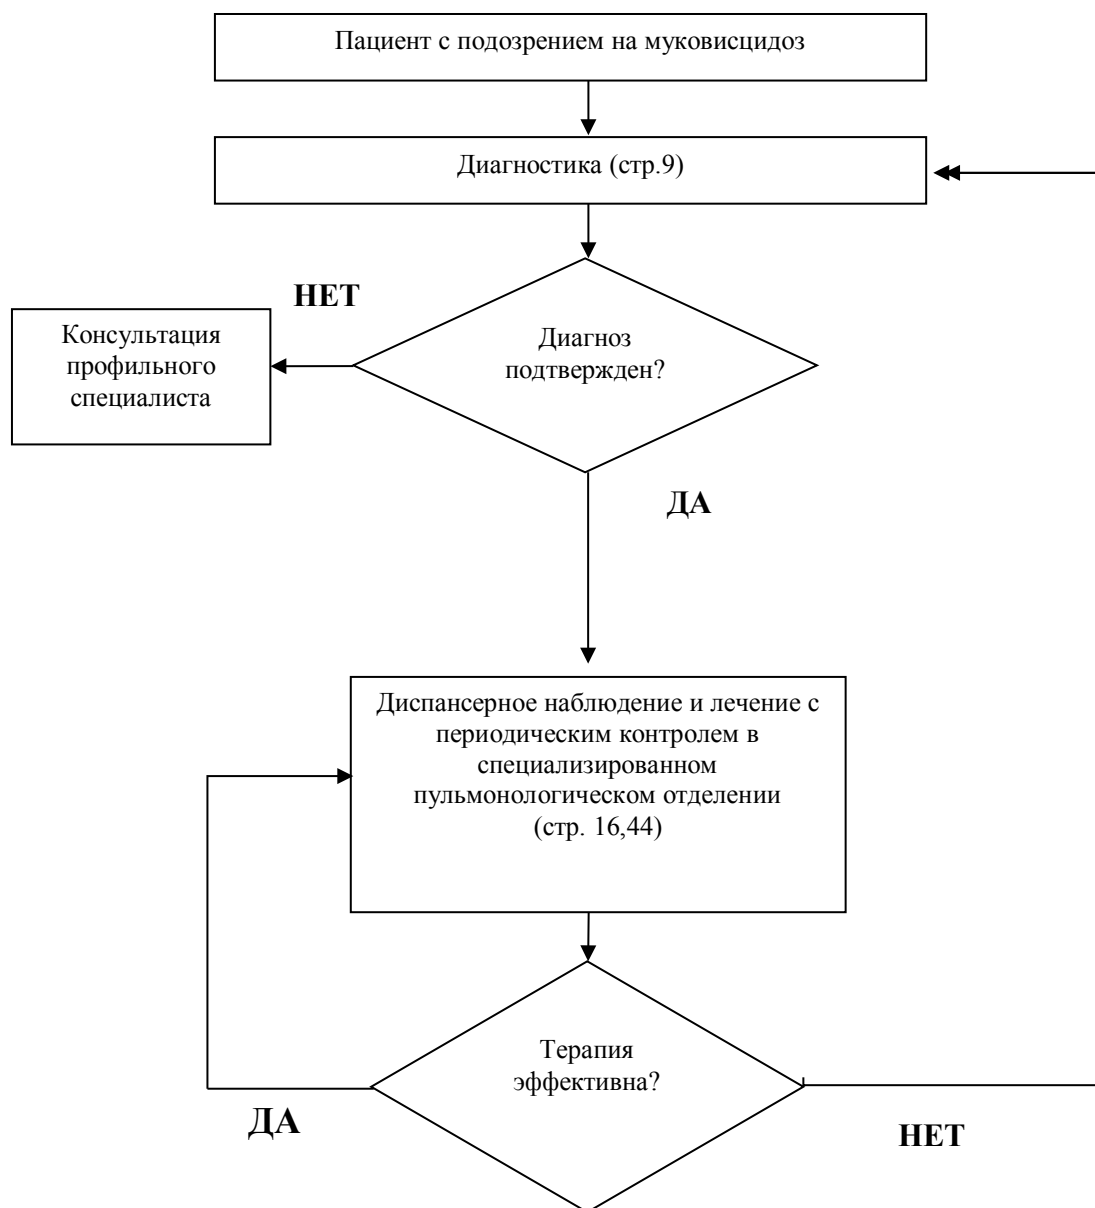 Пациент с подозрением на муковисцидоз
Диагностика (стр.9)
НЕТ
Консультация
профильного
специалиста
Диагноз
подтвержден?
ДА
Диспансерное наблюдение и лечение с
периодическим контролем в
специализированном
пульмонологическом отделении
(стр. 16,44)
Терапия
эффективна?
ДА
НЕТ